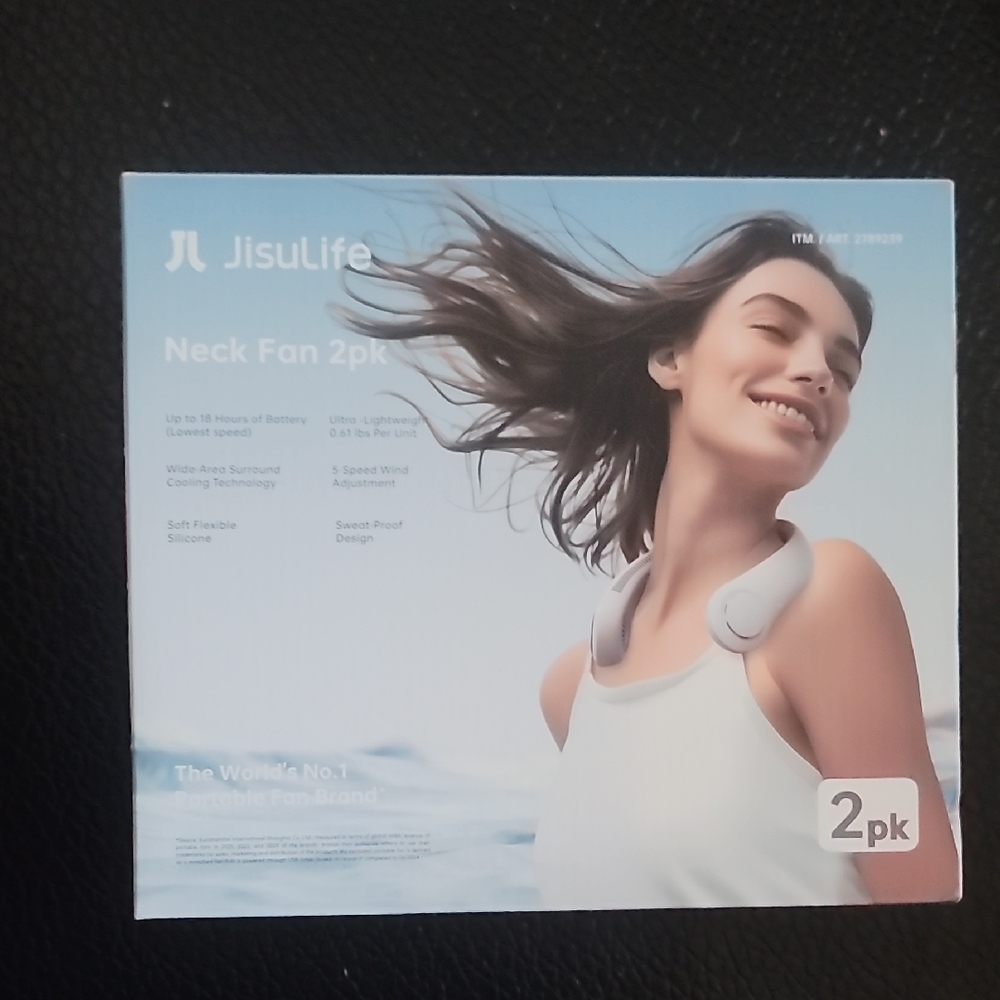 JisuLife
ITM. / ART. 2789239
Neck Fan 2pk
Up to 18 Hours of Battery
(Lowest speed)
Ultra-Lightweight
0.61 lbs Per Unit
Wide-Area Surround
Cooling Technology
5-Speed Wind
Adjustment
Soft Flexible
Silicone
Sweat-Proof
Design
The World's No.1
Portable Fan Brand*
2pk